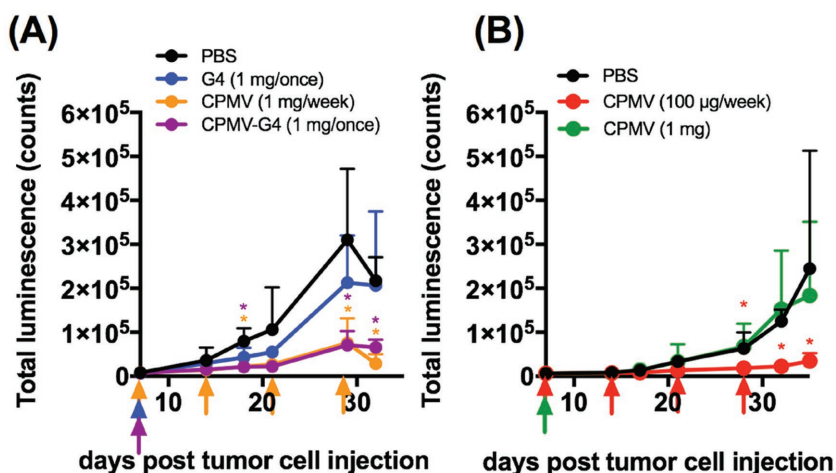 (A)
PBS
G4 (1 mg/once)
CPMV (1 mg/week)
CPMV-G4 (1 mg/once)
Total luminescence (counts)
6×10⁵
5×10⁵
4×10⁵
3×10⁵
2×10⁵
1×10⁵
0
* *
* *
* *
10 20 30
days post tumor cell injection
(B)
PBS
CPMV (100 µg/week)
CPMV (1 mg)
Total luminescence (counts)
6×10⁵
5×10⁵
4×10⁵
3×10⁵
2×10⁵
1×10⁵
0
*
* *
10 20 30
days post tumor cell injection